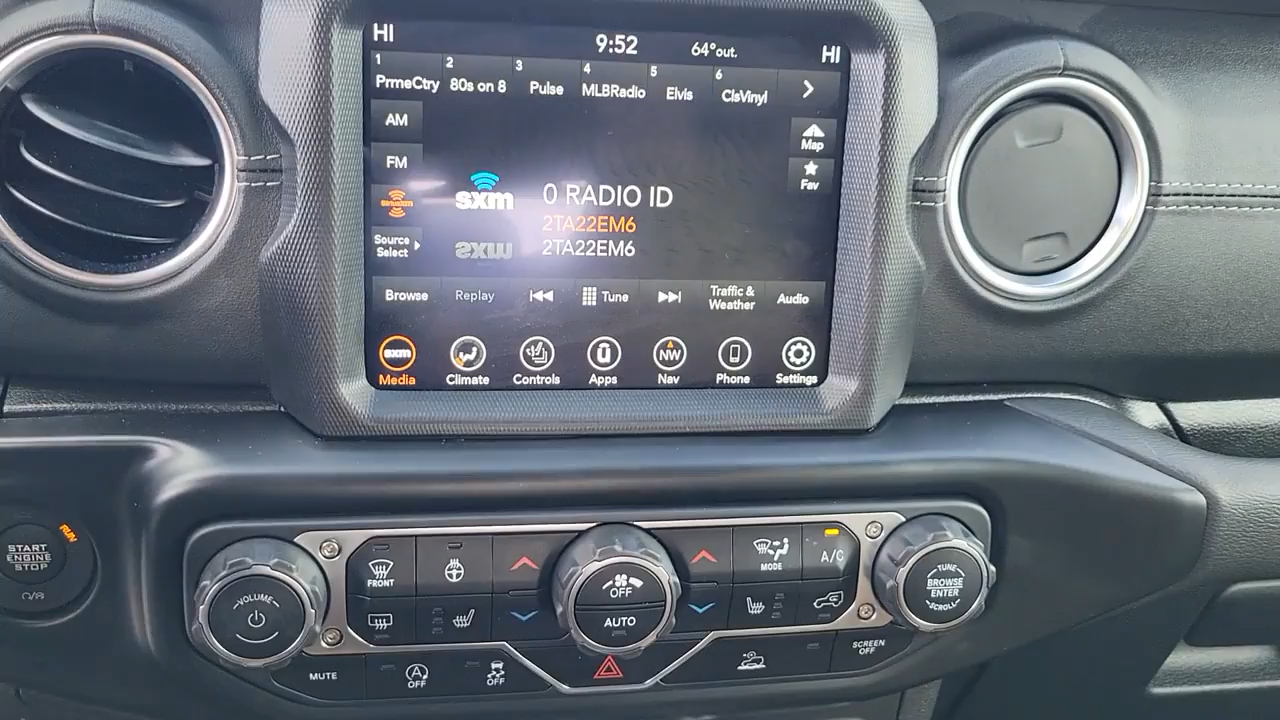 HI 9:52 64°out. HI
1 PrmeCtry 2 80s on 8 3 Pulse 4 MLBRadio 5 Elvis 6 ClsVinyl
AM
Map
FM
Fav
SiriusXM
sxm
0 RADIO ID
2TA22EM6
2TA22EM6
Source
Select
Browse Replay Tune Traffic & Weather Audio
sxm NW
Media Climate Controls Apps Nav Phone Settings
RUN
START
ENGINE
STOP
VOLUME
FRONT
OFF
AUTO
MODE
A/C
TUNE
BROWSE
ENTER
SCROLL
MUTE
OFF
OFF
SCREEN
OFF